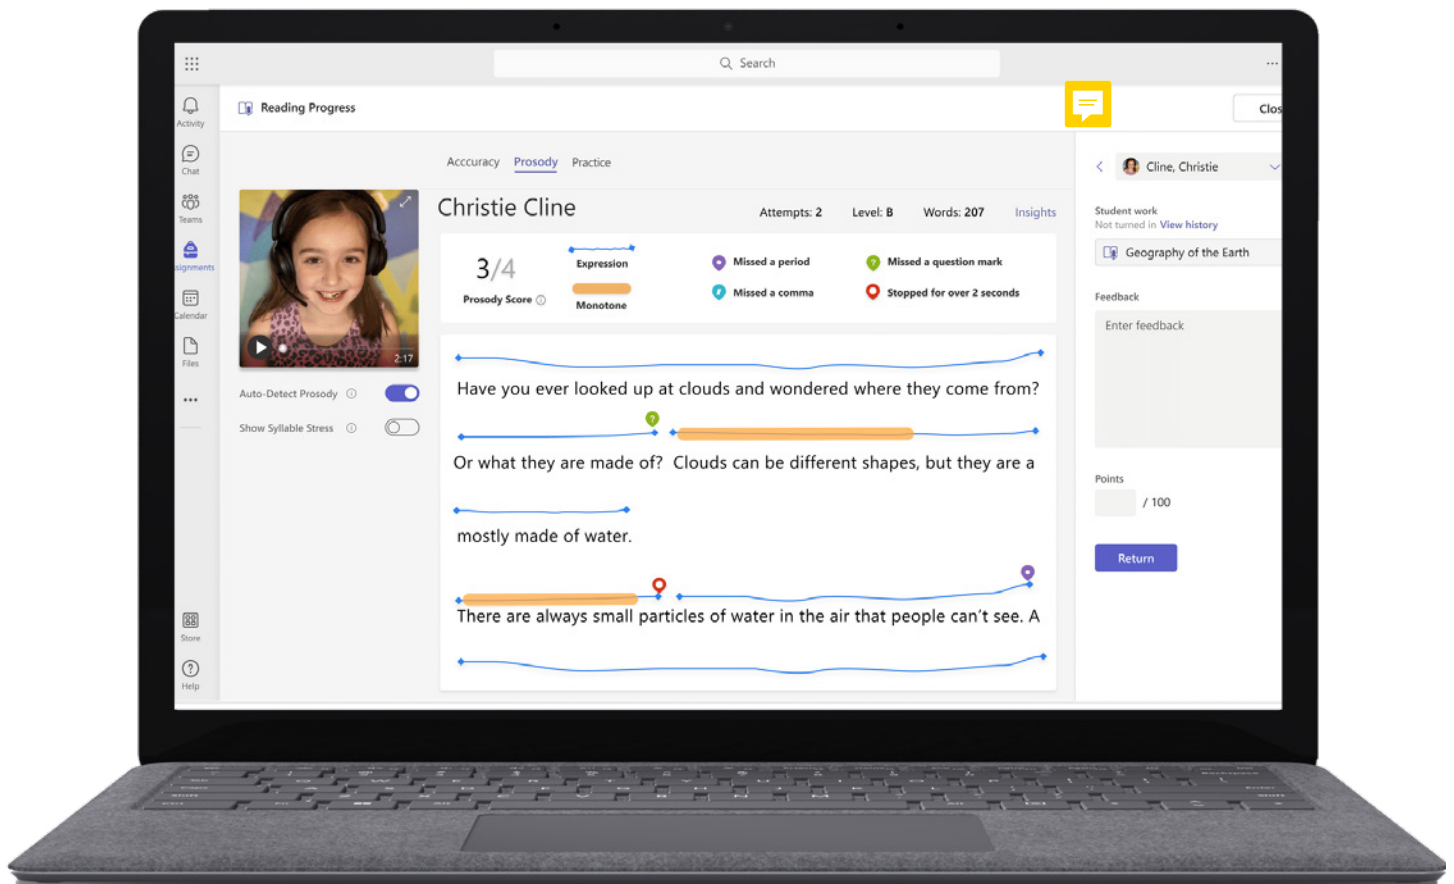 Search
...
Activity
Chat
Teams
signments
Calendar
Files
Store
Help
Reading Progress
Clos
Acccuracy Prosody Practice
2:17
Auto-Detect Prosody
Show Syllable Stress
Christie Cline
Attempts: 2 Level: B Words: 207 Insights
3/4
Prosody Score
Expression
Monotone
Missed a period
Missed a comma
? Missed a question mark
Stopped for over 2 seconds
Have you ever looked up at clouds and wondered where they come from?
?
Or what they are made of? Clouds can be different shapes, but they are a
mostly made of water.
There are always small particles of water in the air that people can't see. A
Cline, Christie
Student work
Not turned in View history
Geography of the Earth
Feedback
Enter feedback
Points
/ 100
Return